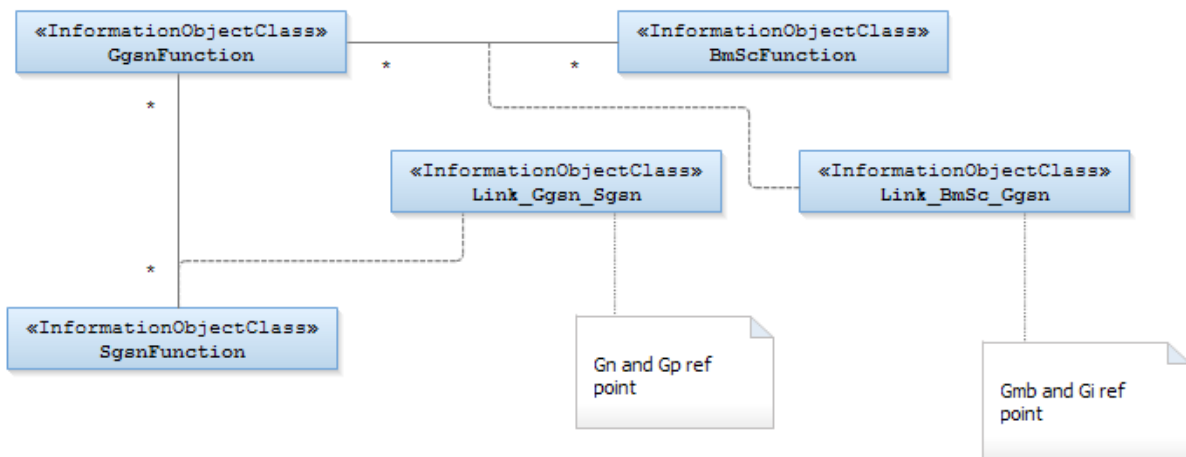 «InformationObjectClass»
GgsnFunction
«InformationObjectClass»
BmScFunction
*
*
*
«InformationObjectClass»
Link_Ggsn_Sgsn
«InformationObjectClass»
Link_BmSc_Ggsn
*
«InformationObjectClass»
SgsnFunction
Gn and Gp ref
point
Gmb and Gi ref
point